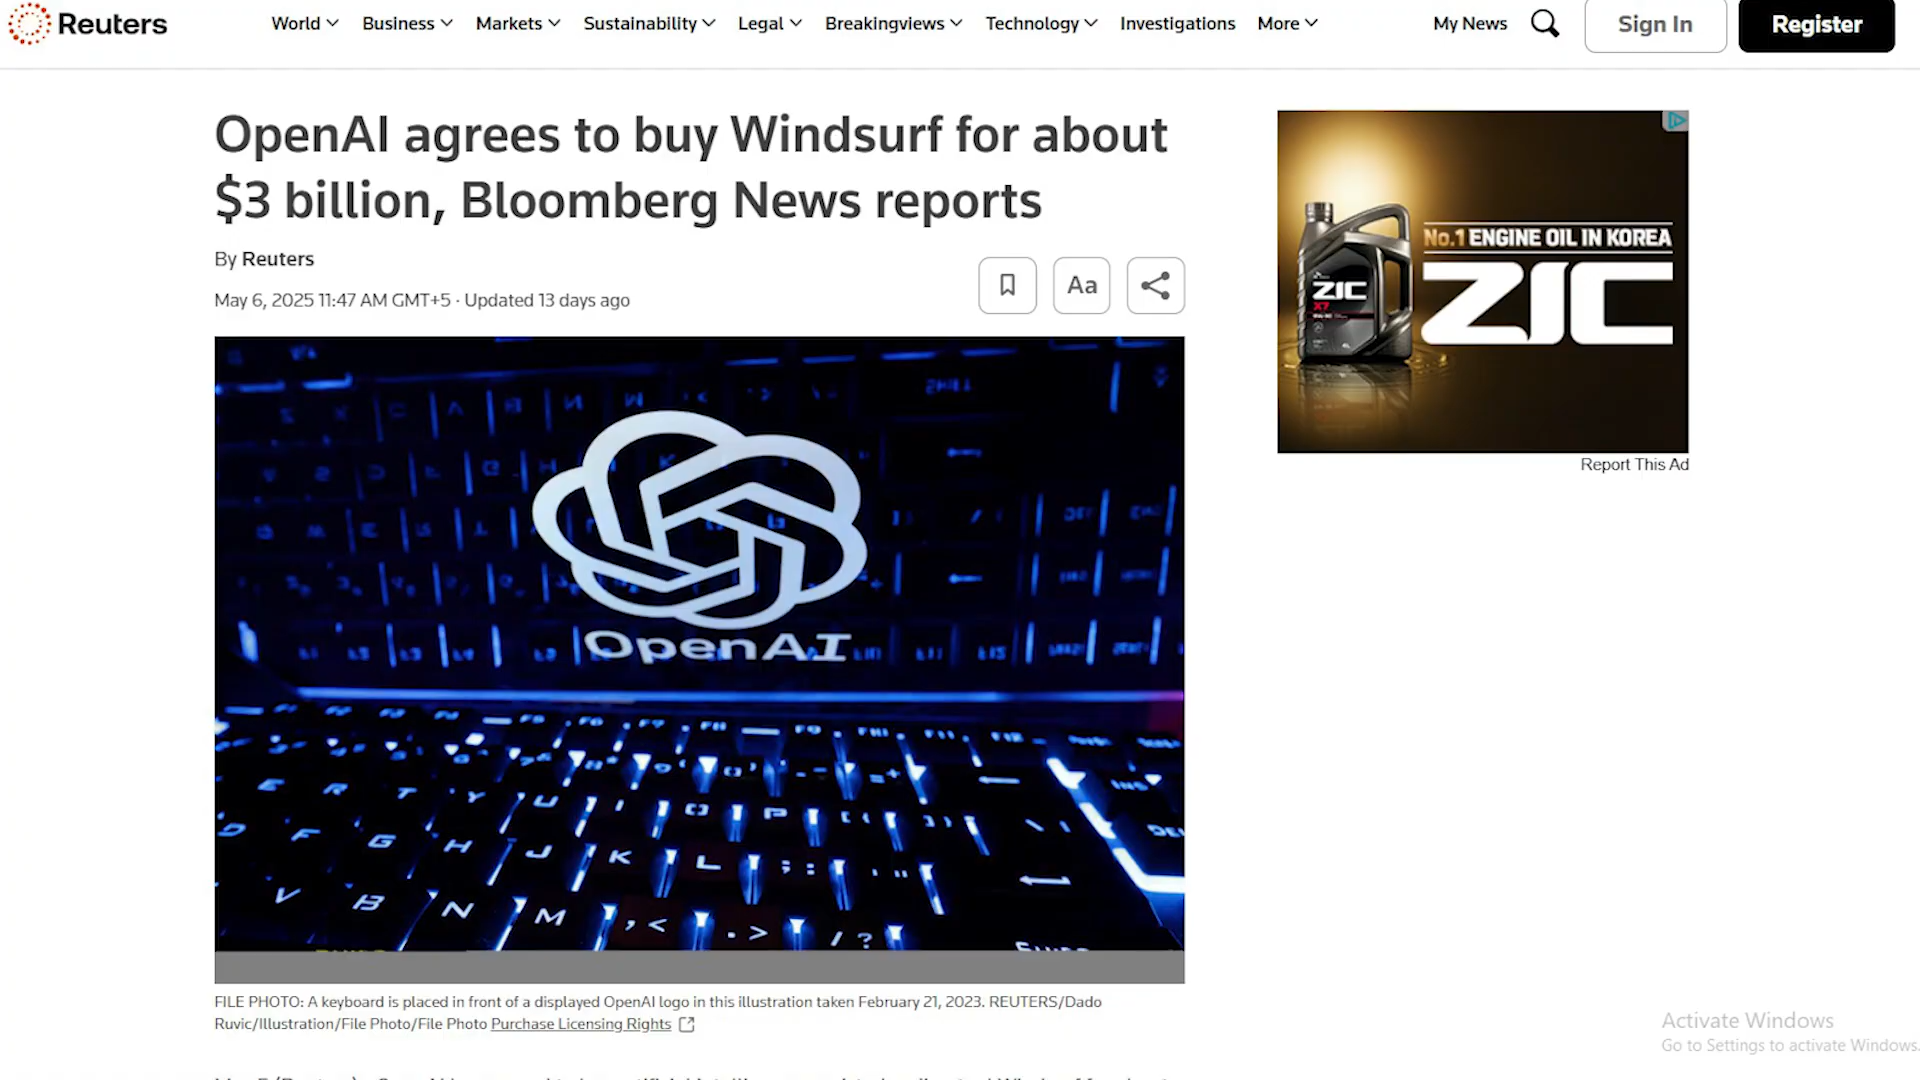 Reuters
World
Business
Markets
Sustainability
Legal
Breakingviews
Technology
Investigations
More
My News
Sign In
Register
OpenAI agrees to buy Windsurf for about
$3 billion, Bloomberg News reports
By Reuters
May 6, 2025 11:47 AM GMT+5 · Updated 13 days ago
Aa
No.1 ENGINE OIL IN KOREA
ZIC
ZIC
X7
Report This Ad
OpenAI
E R T Y U I [] P
D F G H J K L ; :
V B N M , < . > / ?
FILE PHOTO: A keyboard is placed in front of a displayed OpenAI logo in this illustration taken February 21, 2023. REUTERS/Dado
Ruvic/Illustration/File Photo/File Photo Purchase Licensing Rights
Activate Windows
Go to Settings to activate Windows.